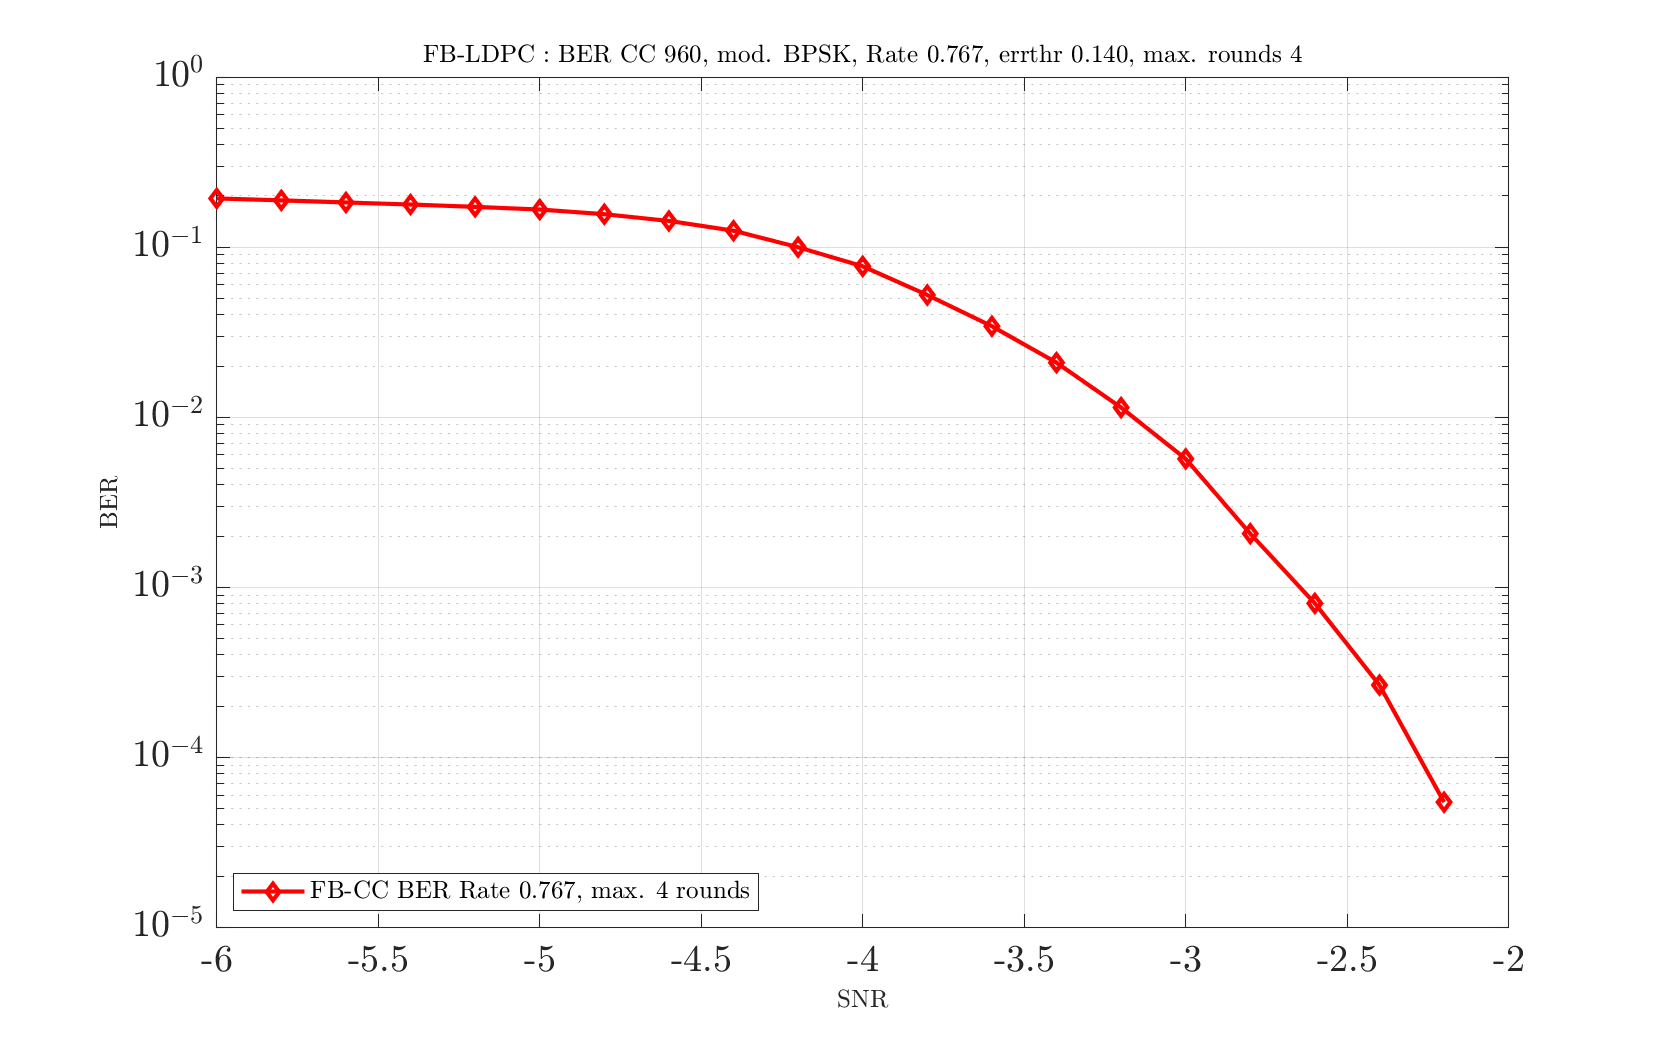 FB-LDPC : BER CC 960, mod. BPSK, Rate 0.767, errthr 0.140, max. rounds 4
10^0
10^-1
10^-2
10^-3
10^-4
10^-5
BER
FB-CC BER Rate 0.767, max. 4 rounds
-6 -5.5 -5 -4.5 -4 -3.5 -3 -2.5 -2
SNR